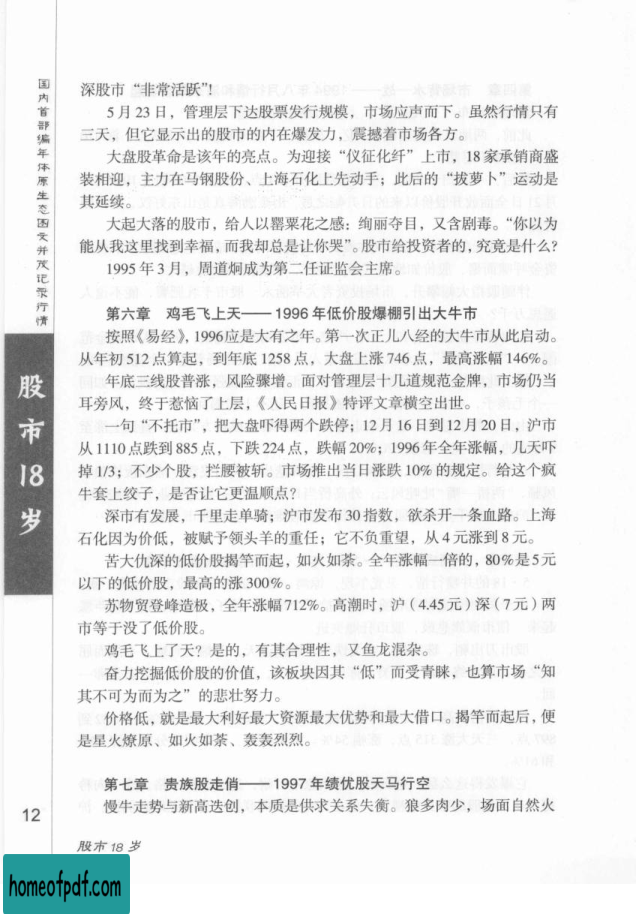 国内首部编年体原生态图文并茂记录行情
股市18岁
深股市“非常活跃”!
5月23日,管理层下达股票发行规模,市场应声而下。虽然行情只有
三天,但它显示出的股市的内在爆发力,震撼着市场各方。
大盘股革命是该年的亮点。为迎接“仪征化纤”上市,18家承销商盛
装相迎,主力在马钢股份、上海石化上先动手;此后的“拔萝卜”运动是
其延续。
大起大落的股市,给人以罂粟花之感:绚丽夺目,又含剧毒。“你以为
能从我这里找到幸福,而我却总是让你哭”。股市给投资者的,究竟是什么?
1995年3月,周道炯成为第二任证监会主席。
第六章 鸡毛飞上天——1996年低价股爆棚引出大牛市
按照《易经》,1996应是大有之年。第一次正儿八经的大牛市从此启动。
从年初512点算起,到年底1258点,大盘上涨746点,最高涨幅146%。
年底三线股普涨,风险骤增。面对管理层十几道规范金牌,市场仍当
耳旁风,终于惹恼了上层,《人民日报》特评文章横空出世。
一句“不托市”,把大盘吓得两个跌停;12月16日到12月20日,沪市
从1110点跌到885点,下跌224点,跌幅20%;1996年全年涨幅,几天吓
掉1/3;不少个股,拦腰被斩。市场推出当日涨跌10%的规定。给这个疯
牛套上绞子,是否让它更温顺点?
深市有发展,千里走单骑;沪市发布30指数,欲杀开一条血路。上海
石化因为价低,被赋予领头羊的重任;它不负重望,从4元涨到8元。
苦大仇深的低价股揭竿而起,如火如荼。全年涨幅一倍的,80%是5元
以下的低价股,最高的涨300%。
苏物贸登峰造极,全年涨幅712%。高潮时,沪(4.45元)深(7元)两
市等于没了低价股。
鸡毛飞上了天?是的,有其合理性,又鱼龙混杂。
奋力挖掘低价股的价值,该板块因其“低”而受青睐,也算市场“知
其不可为而为之”的悲壮努力。
价格低,就是最大利好最大资源最大优势和最大借口。揭竿而起后,便
是星火燎原、如火如荼、轰轰烈烈。
第七章 贵族股走俏——1997年绩优股天马行空
慢牛走势与新高迭创,本质是供求关系失衡。狼多肉少,场面自然火
12
股市18岁
homeofpdf.com